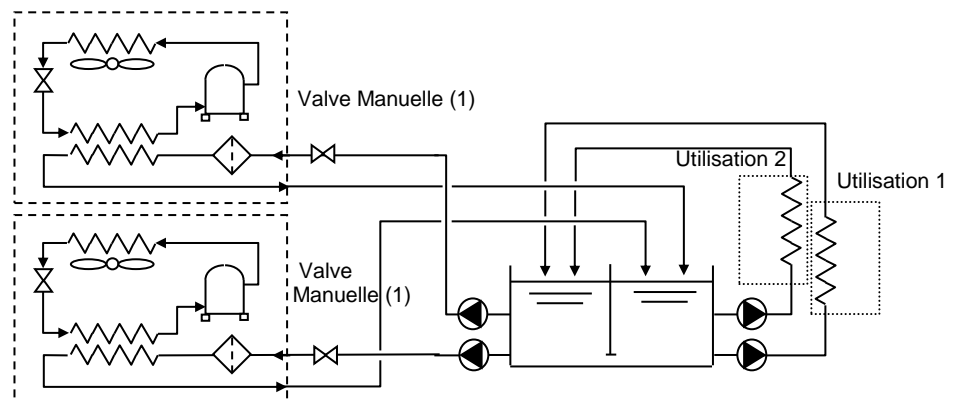 Valve Manuelle (1)
Utilisation 2
Utilisation 1
Valve
Manuelle (1)